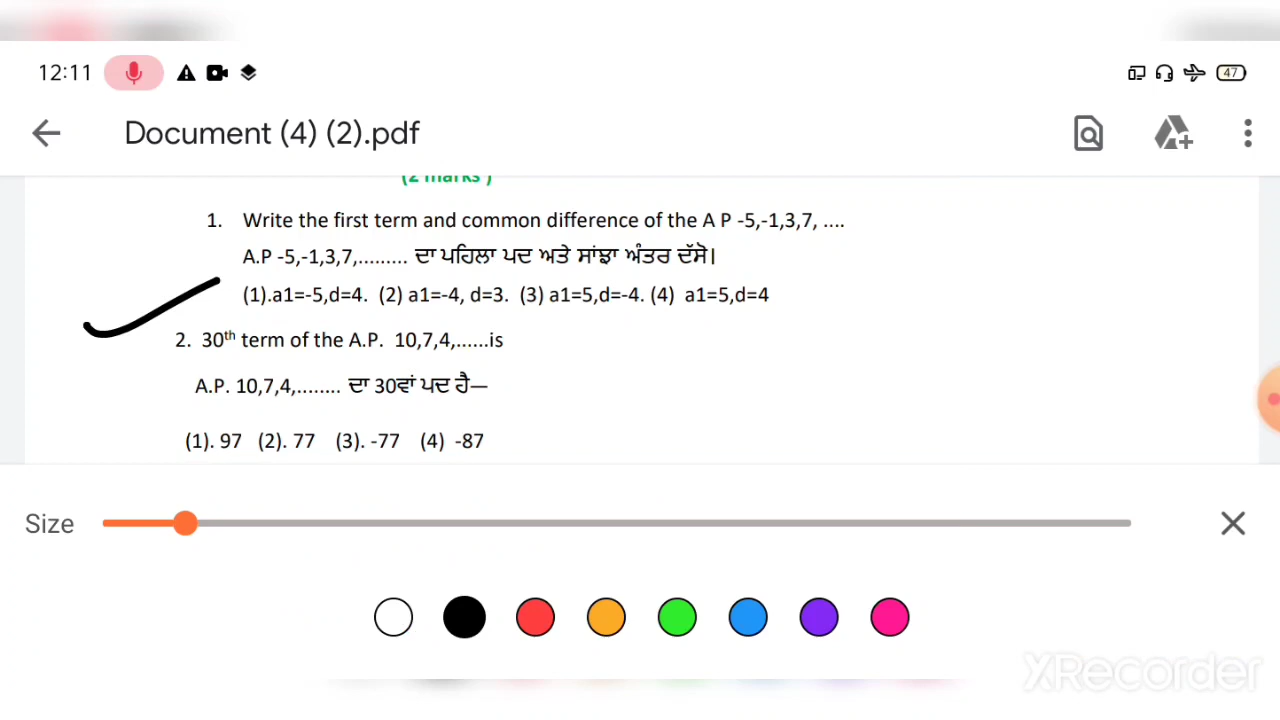 12:11
47
Document (4) (2).pdf
(2 marks )
1. Write the first term and common difference of the A P -5,-1,3,7, ....
A.P -5,-1,3,7,......... ਦਾ ਪਹਿਲਾ ਪਦ ਅਤੇ ਸਾਂਝਾ ਅੰਤਰ ਦੱਸੋ।
(1).a1=-5,d=4. (2) a1=-4, d=3. (3) a1=5,d=-4. (4) a1=5,d=4
2. 30th term of the A.P. 10,7,4,......is
A.P. 10,7,4,........ ਦਾ 30ਵਾਂ ਪਦ ਹੈ—
(1). 97 (2). 77 (3). -77 (4) -87
Size
XRecorder